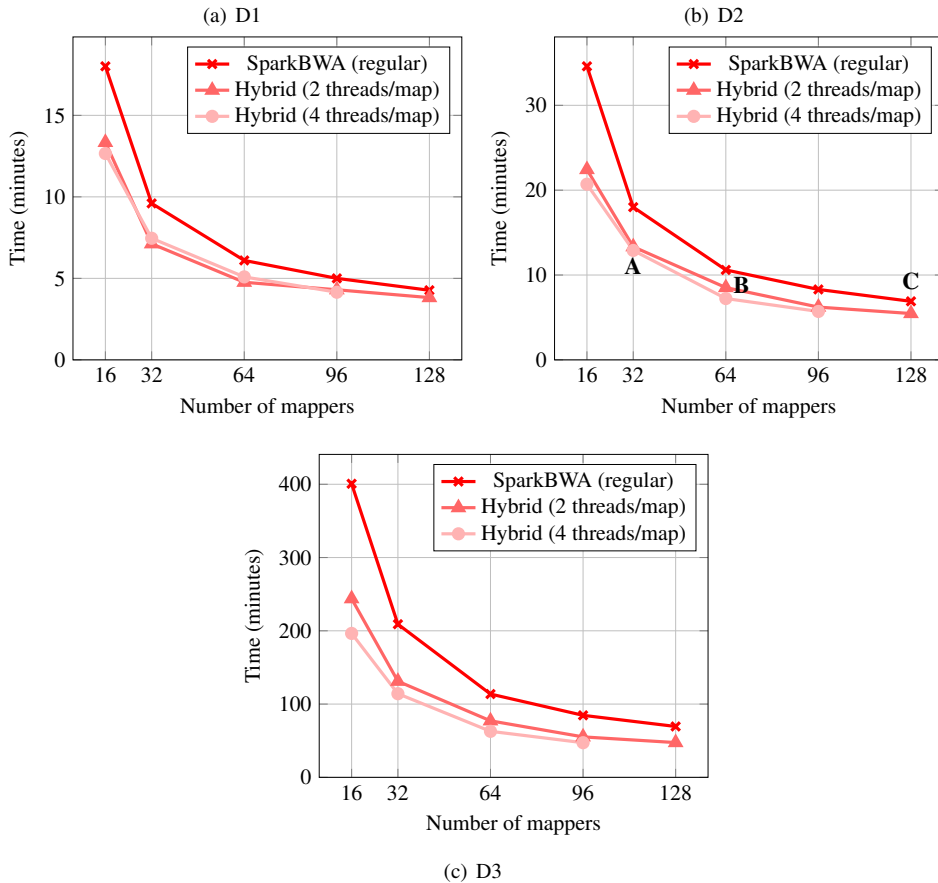 (a) D1
SparkBWA (regular)
Hybrid (2 threads/map)
Hybrid (4 threads/map)
15
10
5
0
Time (minutes)
16 32 64 96 128
Number of mappers
(b) D2
SparkBWA (regular)
Hybrid (2 threads/map)
Hybrid (4 threads/map)
30
20
10
0
Time (minutes)
A
B
C
16 32 64 96 128
Number of mappers
SparkBWA (regular)
Hybrid (2 threads/map)
Hybrid (4 threads/map)
400
300
200
100
0
Time (minutes)
16 32 64 96 128
Number of mappers
(c) D3